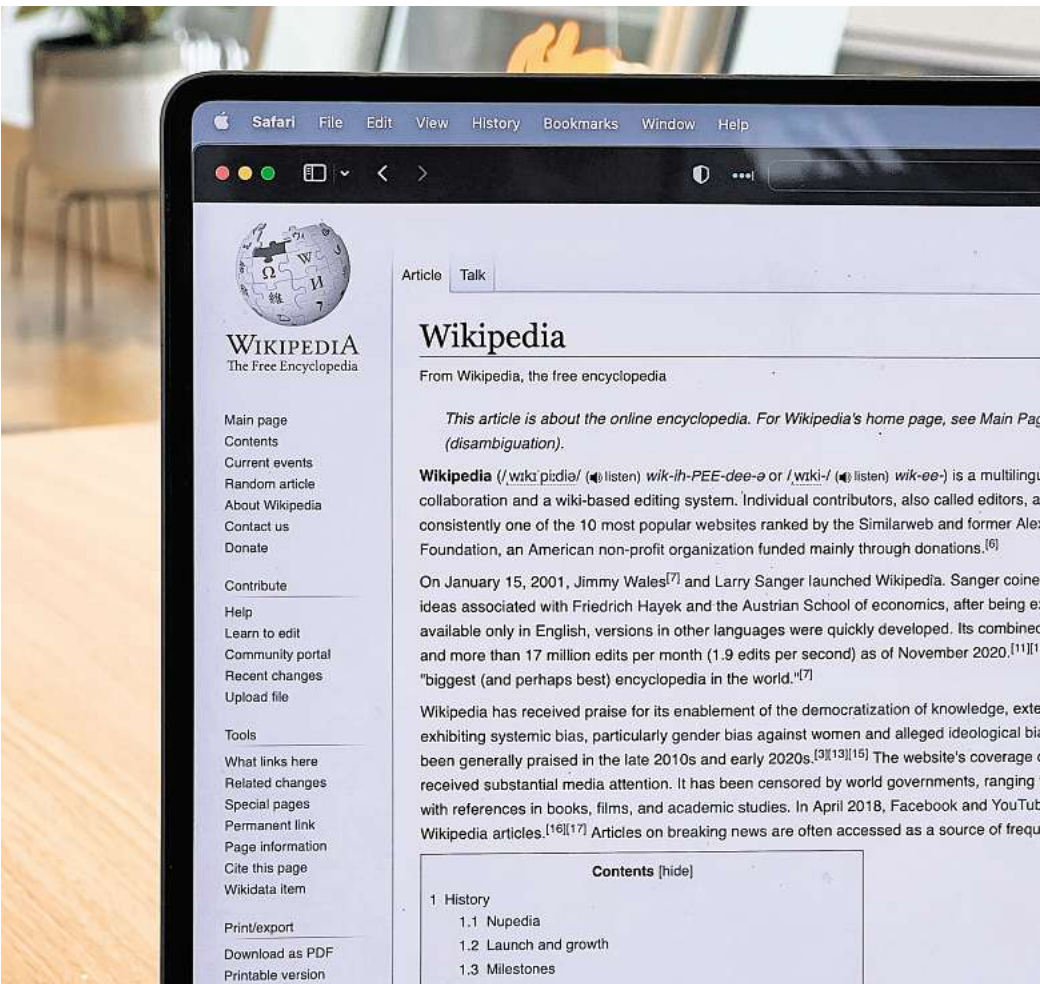 Safari File Edit View History Bookmarks Window Help
WIKIPEDIA
The Free Encyclopedia
Main page
Contents
Current events
Random article
About Wikipedia
Contact us
Donate
Contribute
Help
Learn to edit
Community portal
Recent changes
Upload file
Tools
What links here
Related changes
Special pages
Permanent link
Page information
Cite this page
Wikidata item
Print/export
Download as PDF
Printable version
Article Talk
Wikipedia
From Wikipedia, the free encyclopedia
This article is about the online encyclopedia. For Wikipedia's home page, see Main
(disambiguation).
Wikipedia (/ˌwɪkɪˈpiːdiə/ (listen) wik-ih-PEE-dee-ə or /ˌwɪki-/ (listen) wik-ee-) is a
collaboration and a wiki-based editing system. Individual contributors, also called editors,
consistently one of the 10 most popular websites ranked by the Similarweb and former
Foundation, an American non-profit organization funded mainly through donations.[6]
On January 15, 2001, Jimmy Wales[7] and Larry Sanger launched Wikipedia. Sanger
ideas associated with Friedrich Hayek and the Austrian School of economics, after being
available only in English, versions in other languages were quickly developed. Its combined
and more than 17 million edits per month (1.9 edits per second) as of November 2020.[11]
"biggest (and perhaps best) encyclopedia in the world."[7]
Wikipedia has received praise for its enablement of the democratization of knowledge,
exhibiting systemic bias, particularly gender bias against women and alleged ideological
been generally praised in the late 2010s and early 2020s.[3][13][15] The website's coverage
received substantial media attention. It has been censored by world governments, ranging
with references in books, films, and academic studies. In April 2018, Facebook and
Wikipedia articles.[16][17] Articles on breaking news are often accessed as a source of
Contents [hide]
1 History
1.1 Nupedia
1.2 Launch and growth
1.3 Milestones